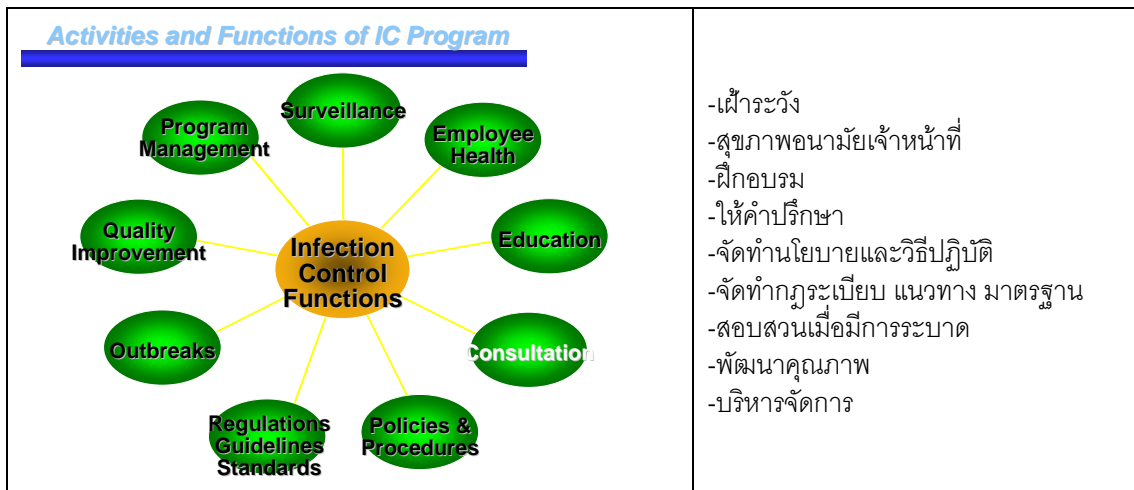 Activities and Functions of IC Program
Surveillance
Employee
Health
Education
Consultation
Policies &
Procedures
Regulations
Guidelines
Standards
Outbreaks
Quality
Improvement
Program
Management
Infection
Control
Functions
-เฝ้าระวัง
-สุขภาพอนามัยเจ้าหน้าที่
-ฝึกอบรม
-ให้คำปรึกษา
-จัดทำนโยบายและวิธีปฏิบัติ
-จัดทำกฎระเบียบ แนวทาง มาตรฐาน
-สอบสวนเมื่อมีการระบาด
-พัฒนาคุณภาพ
-บริหารจัดการ